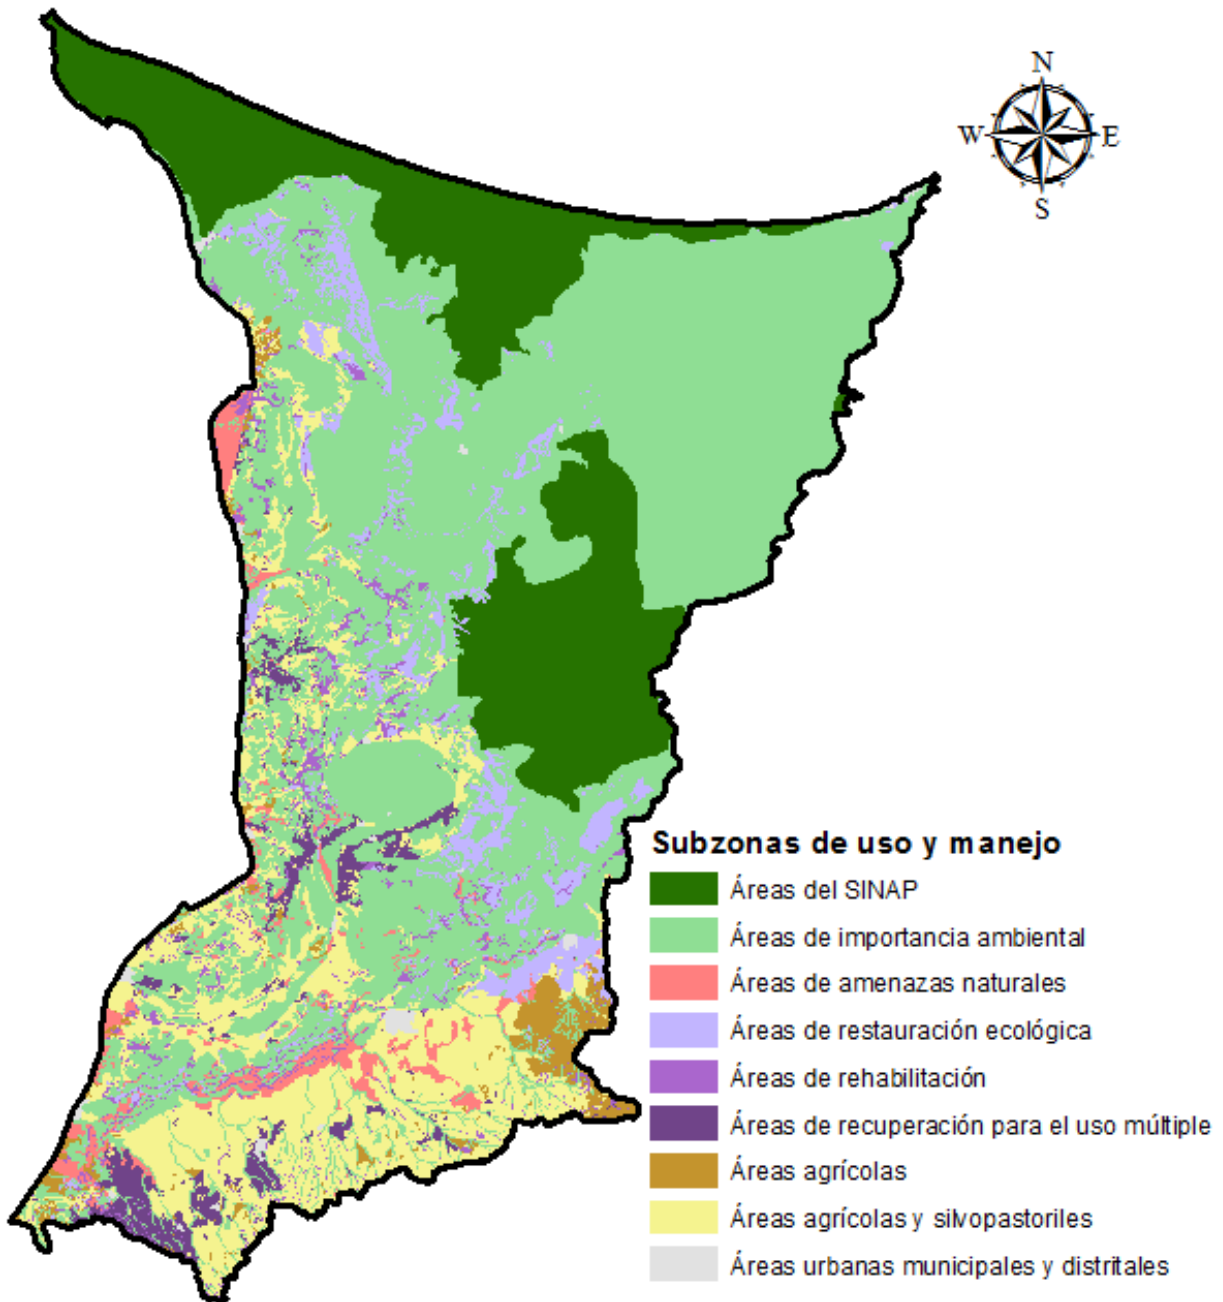 N
W E
S
Subzonas de uso y manejo
Áreas del SINAP
Áreas de importancia ambiental
Áreas de amenazas naturales
Áreas de restauración ecológica
Áreas de rehabilitación
Áreas de recuperación para el uso múltiple
Áreas agrícolas
Áreas agrícolas y silvopastoriles
Áreas urbanas municipales y distritales